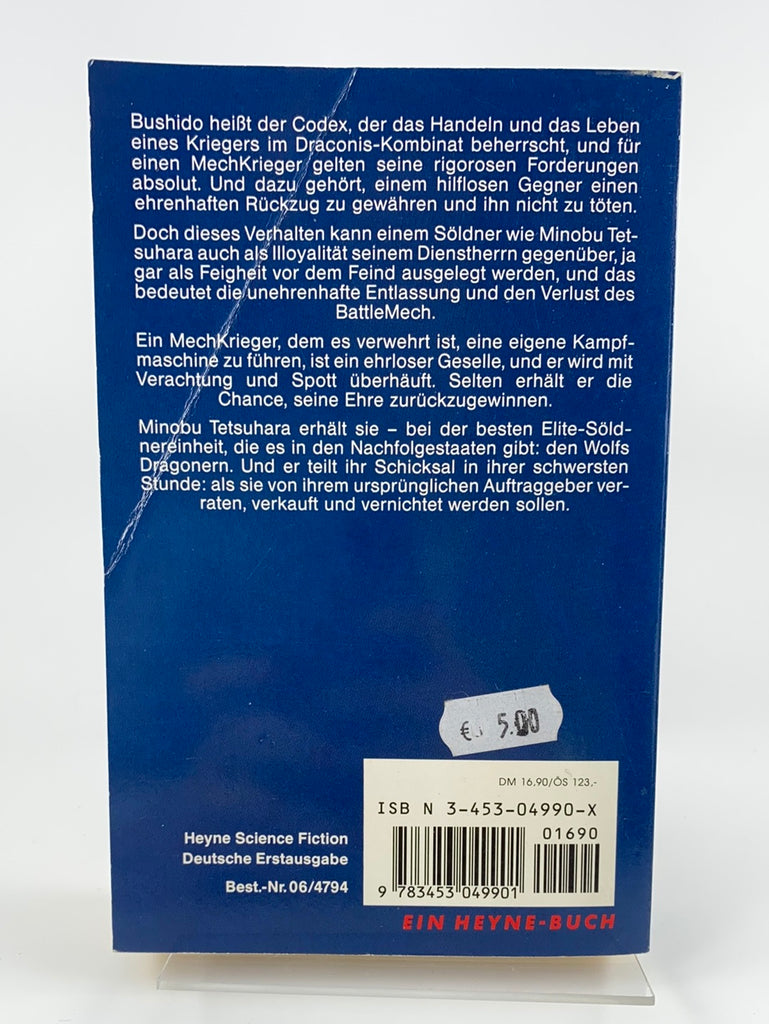 Bushido heißt der Codex, der das Handeln und das Leben
eines Kriegers im Draconis-Kombinat beherrscht, und für
einen MechKrieger gelten seine rigorosen Forderungen
absolut. Und dazu gehört, einem hilflosen Gegner einen
ehrenhaften Rückzug zu gewähren und ihn nicht zu töten.
Doch dieses Verhalten kann einem Söldner wie Minobu Tet-
suhara auch als Illoyalität seinem Dienstherrn gegenüber, ja
gar als Feigheit vor dem Feind ausgelegt werden, und das
bedeutet die unehrenhafte Entlassung und den Verlust des
BattleMech.
Ein MechKrieger, dem es verwehrt ist, eine eigene Kampf-
maschine zu führen, ist ein ehrloser Geselle, und er wird mit
Verachtung und Spott überhäuft. Selten erhält er die
Chance, seine Ehre zurückzugewinnen.
Minobu Tetsuhara erhält sie – bei der besten Elite-Söld-
nereinheit, die es in den Nachfolgestaaten gibt: den Wolfs
Dragonern. Und er teilt ihr Schicksal in ihrer schwersten
Stunde: als sie von ihrem ursprünglichen Auftraggeber ver-
raten, verkauft und vernichtet werden sollen.
€ 5.00
DM 16,90/ÖS 123,-
ISBN 3-453-04990-X
01690
9 783453 049901
Heyne Science Fiction
Deutsche Erstausgabe
Best.-Nr. 06/4794
EIN HEYNE-BUCH